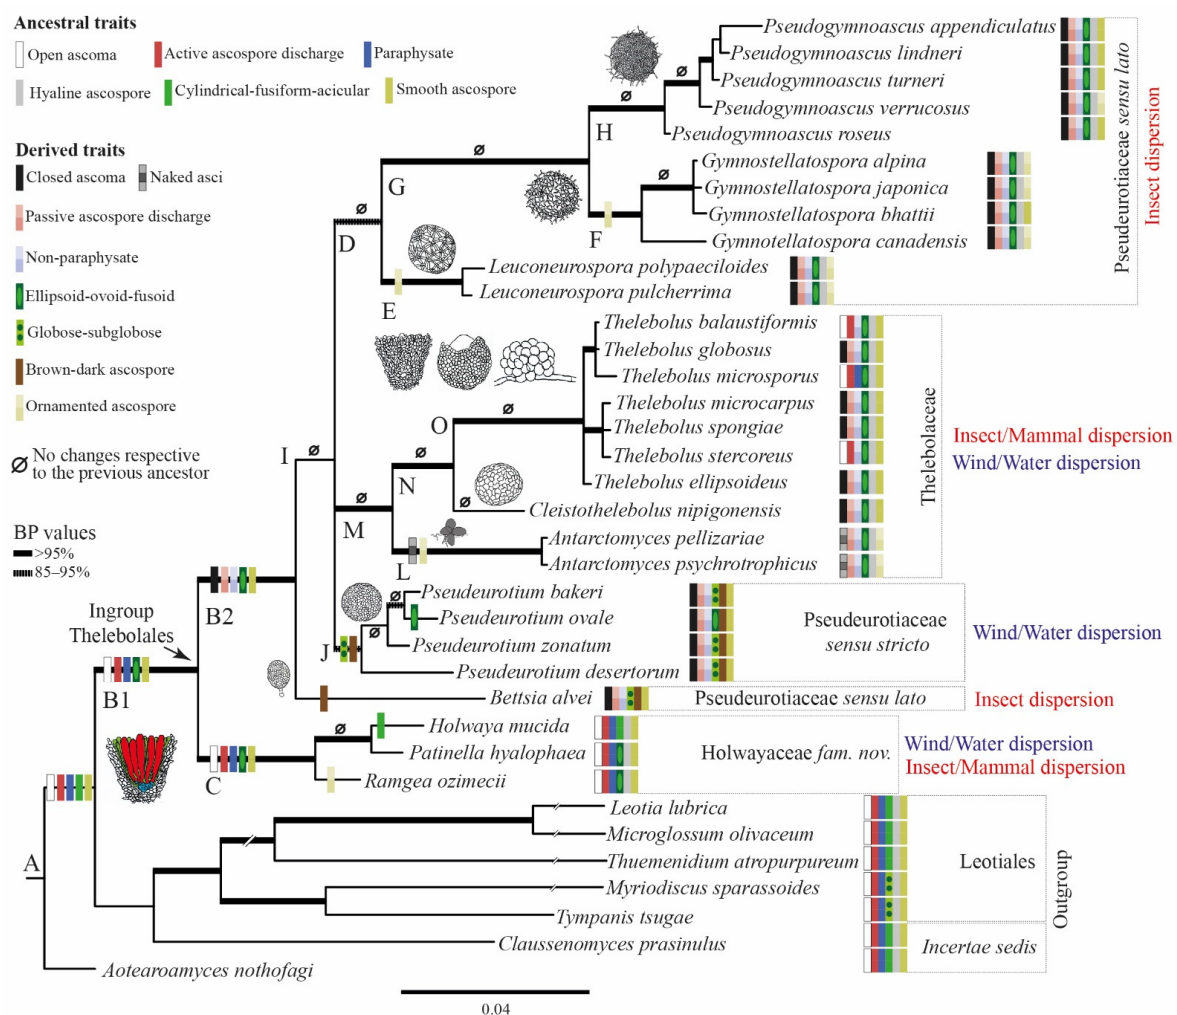 Ancestral traits
Open ascoma
Active ascospore discharge
Paraphysate
Hyaline ascospore
Cylindrical-fusiform-acicular
Smooth ascospore
Derived traits
Closed ascoma
Naked asci
Passive ascospore discharge
Non-paraphysate
Ellipsoid-ovoid-fusoid
Globose-subglobose
Brown-dark ascospore
Ornamented ascospore
Ø No changes respective
to the previous ancestor
BP values
>95%
85–95%
Ingroup
Thelebolales
A
B1
B2
C
D
E
F
G
H
I
J
L
M
N
O
Ø
Ø
Ø
Ø
Ø
Ø
Ø
Ø
Ø
Ø
Ø
Ø
Ø
Ø
Pseudogymnoascus appendiculatus
Pseudogymnoascus lindneri
Pseudogymnoascus turneri
Pseudogymnoascus verrucosus
Pseudogymnoascus roseus
Gymnostellatospora alpina
Gymnostellatospora japonica
Gymnostellatospora bhattii
Gymnotellatospora canadensis
Leuconeurospora polypaeciloides
Leuconeurospora pulcherrima
Pseudeurotiaceae sensu lato
Insect dispersion
Thelebolus balaustiformis
Thelebolus globosus
Thelebolus microsporus
Thelebolus microcarpus
Thelebolus spongiae
Thelebolus stercoreus
Thelebolus ellipsoideus
Cleistothelebolus nipigonensis
Antarctomyces pellizariae
Antarctomyces psychrotrophicus
Thelebolaceae
Insect/Mammal dispersion
Wind/Water dispersion
Pseudeurotium bakeri
Pseudeurotium ovale
Pseudeurotium zonatum
Pseudeurotium desertorum
Pseudeurotiaceae
sensu stricto
Wind/Water dispersion
Bettsia alvei
Pseudeurotiaceae sensu lato
Insect dispersion
Holwaya mucida
Patinella hyalophaea
Ramgea ozimecii
Holwayaceae fam. nov.
Wind/Water dispersion
Insect/Mammal dispersion
Leotia lubrica
Microglossum olivaceum
Thuemenidium atropurpureum
Myriodiscus sparassoides
Tympanis tsugae
Claussenomyces prasinulus
Aotearoamyces nothofagi
Leotiales
Incertae sedis
Outgroup
0.04